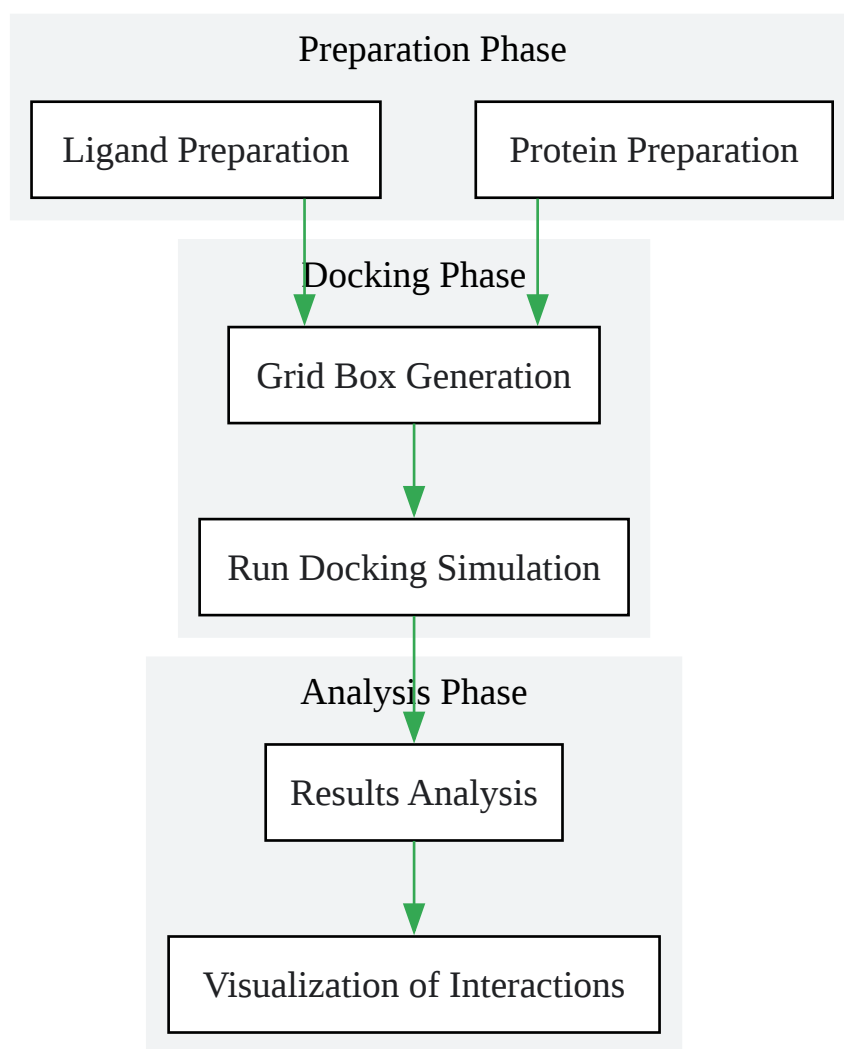 Preparation Phase
Ligand Preparation
Protein Preparation
Docking Phase
Grid Box Generation
Run Docking Simulation
Analysis Phase
Results Analysis
Visualization of Interactions